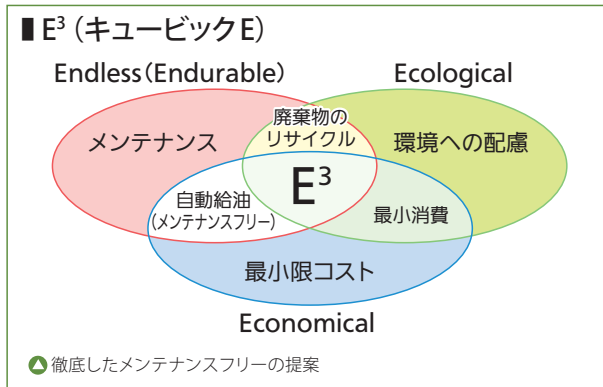 ■ E³（キュービックE）
Endless（Endurable）
Ecological
廃棄物の
リサイクル
メンテナンス
環境への配慮
E³
自動給油
（メンテナンスフリー）
最小消費
最小限コスト
Economical
徹底したメンテナンスフリーの提案